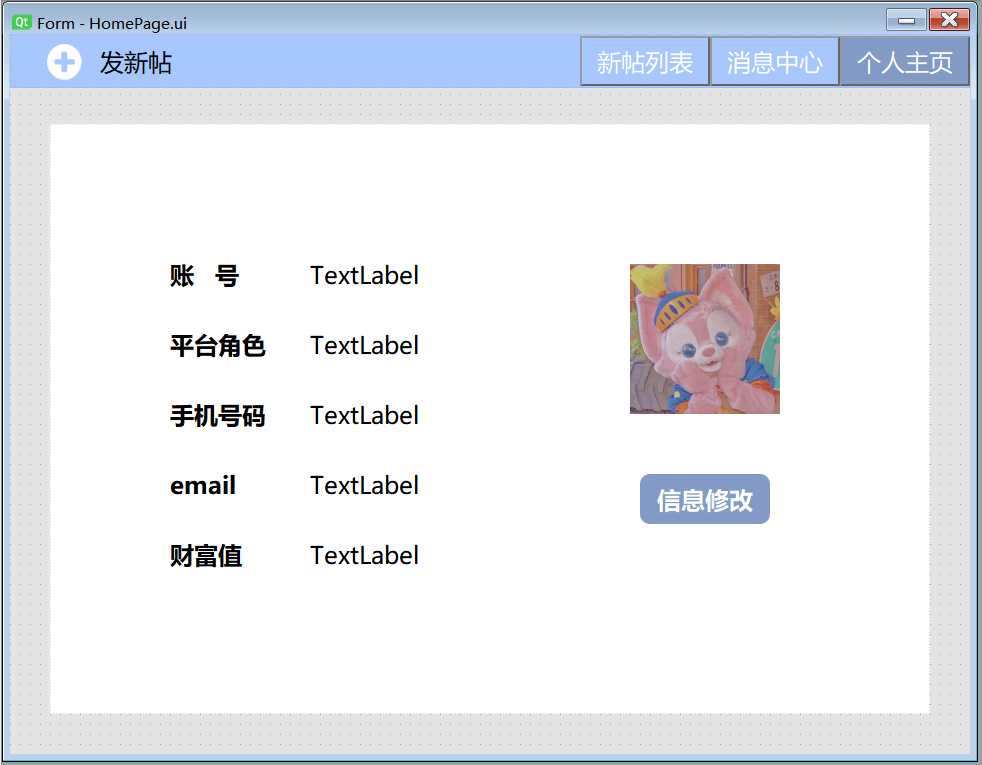 Qt Form - HomePage.ui
发新帖 新帖列表 消息中心 个人主页
账 号 TextLabel
平台角色 TextLabel
手机号码 TextLabel
email TextLabel
信息修改
财富值 TextLabel